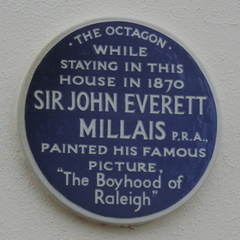 · THE OCTAGON ·
WHILE
STAYING IN THIS
HOUSE IN 1870
SIR JOHN EVERETT
MILLAIS P.R.A.,
PAINTED HIS FAMOUS
PICTURE,
"The Boyhood of
Raleigh"